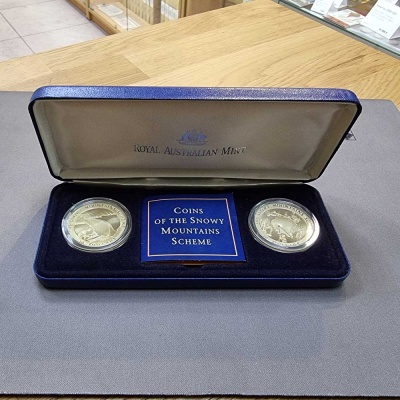 ROYAL AUSTRALIAN MINT
COINS
OF THE SNOWY
MOUNTAINS
SCHEME